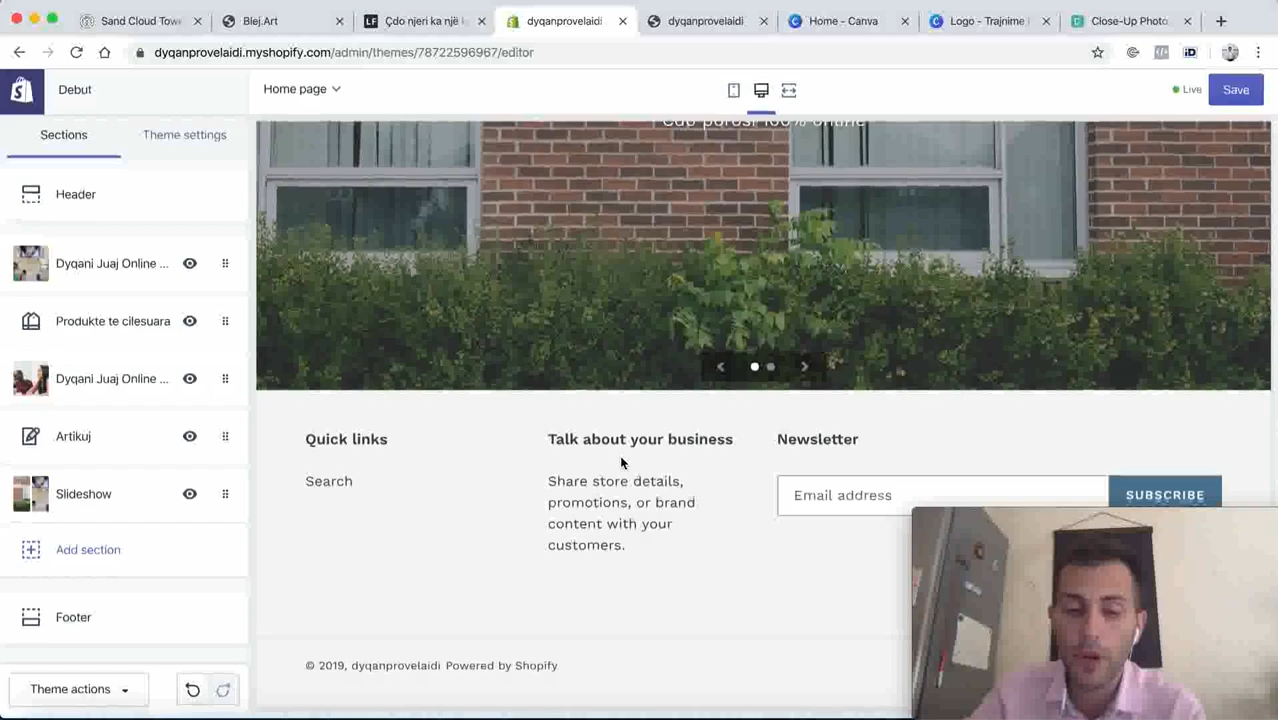 Sand Cloud Tow
Blej.Art
Çdo njeri ka një
dyqanprovelaidi
dyqanprovelaidi
Home – Canva
Logo - Trajnime
Close-Up Photo
dyqanprovelaidi.myshopify.com/admin/themes/78722596967/editor
Debut
Home page
Live
Save
Sections
Theme settings
Header
Dyqani Juaj Online ...
Produkte te cilesuara
Dyqani Juaj Online ...
Artikuj
Slideshow
Add section
Footer
Theme actions
Cdo porosi 100% online
Quick links
Search
Talk about your business
Share store details,
promotions, or brand
content with your
customers.
Newsletter
Email address
SUBSCRIBE
© 2019, dyqanprovelaidi Powered by Shopify